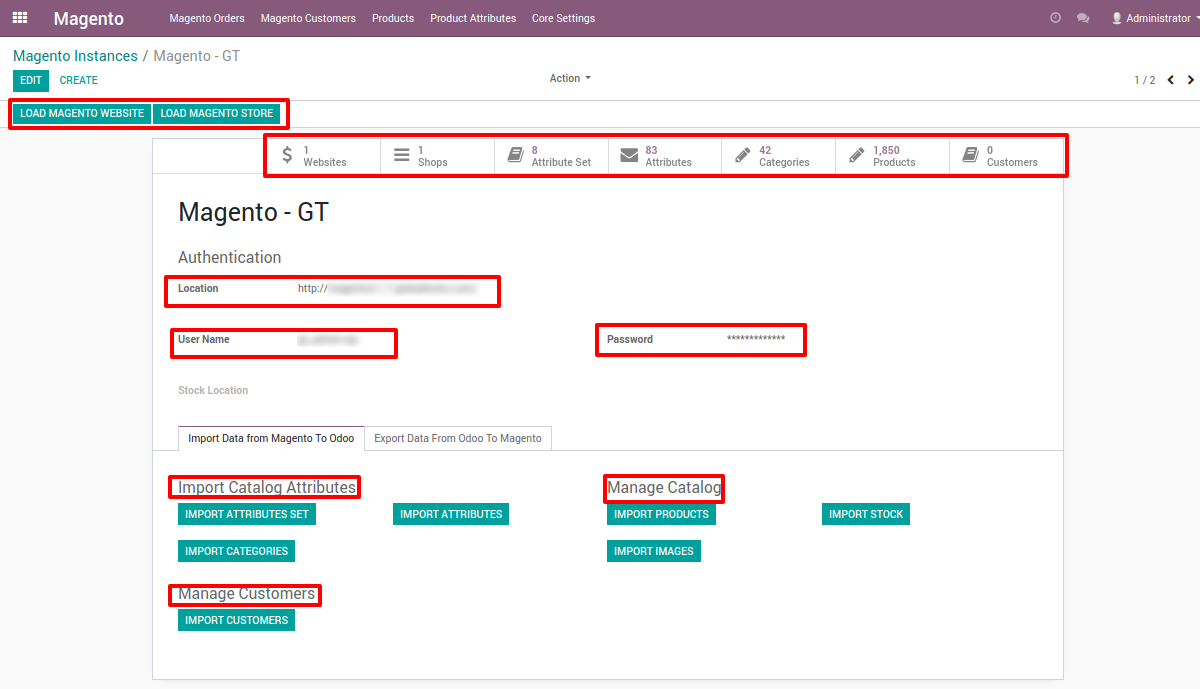 Magento Magento Orders Magento Customers Products Product Attributes Core Settings Administrator
Magento Instances / Magento - GT
EDIT CREATE Action 1 / 2
LOAD MAGENTO WEBSITE LOAD MAGENTO STORE
1 Websites
1 Shops
8 Attribute Set
83 Attributes
42 Categories
1,850 Products
0 Customers
Magento - GT
Authentication
Location http://
User Name
Password *************
Stock Location
Import Data from Magento To Odoo Export Data From Odoo To Magento
Import Catalog Attributes Manage Catalog
IMPORT ATTRIBUTES SET IMPORT ATTRIBUTES IMPORT PRODUCTS IMPORT STOCK
IMPORT CATEGORIES IMPORT IMAGES
Manage Customers
IMPORT CUSTOMERS